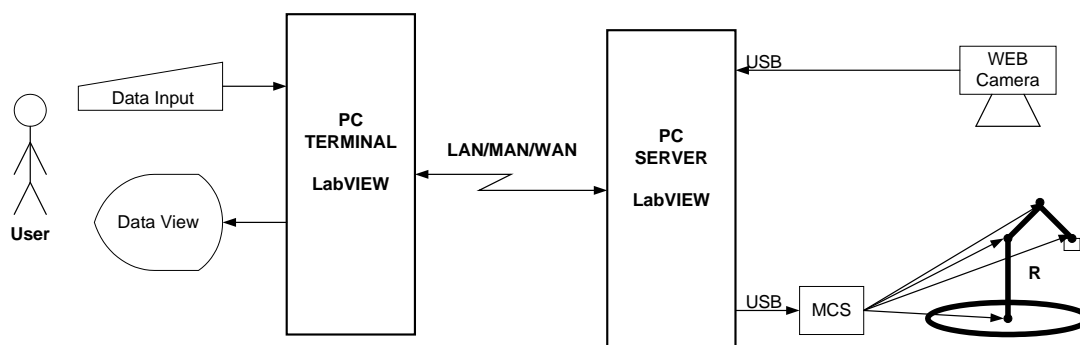 User
Data Input
Data View
PC
TERMINAL
LabVIEW
LAN/MAN/WAN
PC
SERVER
LabVIEW
USB
WEB
Camera
USB
MCS
R